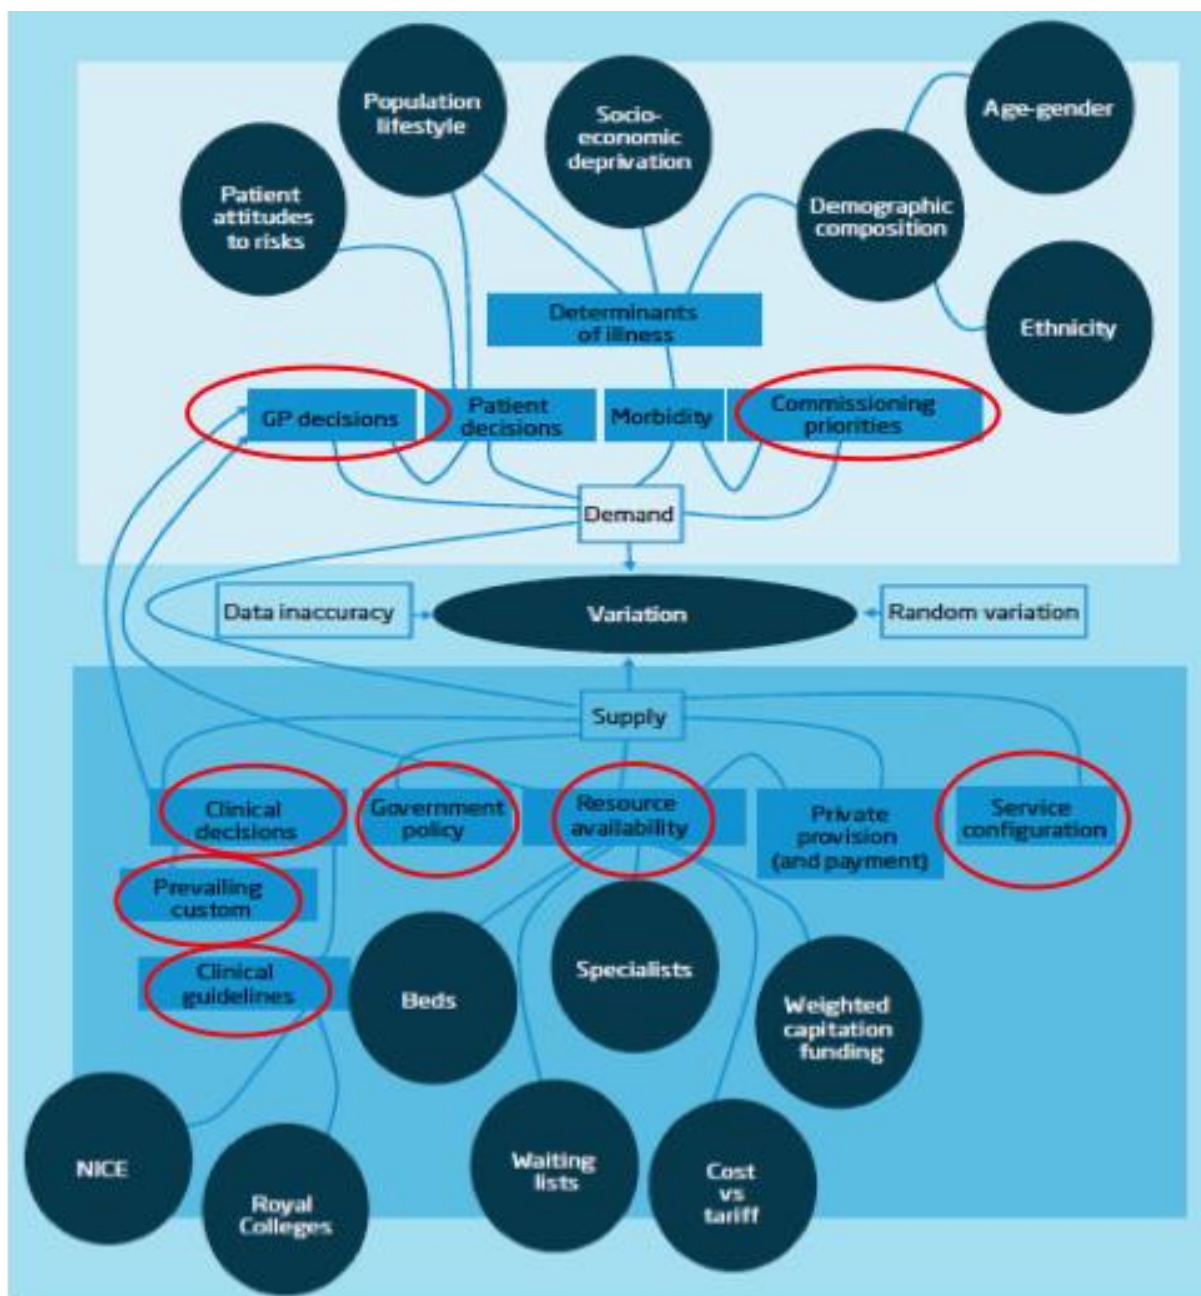 Population
lifestyle
Socio-
economic
deprivation
Age-gender
Patient
attitudes
to risks
Demographic
composition
Ethnicity
Determinants
of illness
GP decisions
Patient
decisions
Morbidity
Commissioning
priorities
Demand
Data inaccuracy
Variation
Random variation
Supply
Clinical
decisions
Government
policy
Resource
availability
Private
provision
(and payment)
Service
configuration
Prevailing
custom
Clinical
guidelines
Beds
Specialists
Weighted
capitation
funding
NICE
Royal
Colleges
Waiting
lists
Cost
vs
tariff